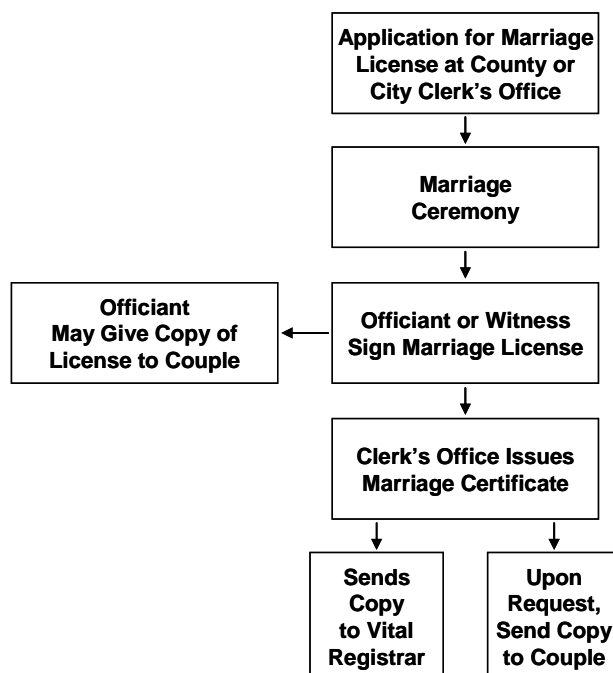 Application for Marriage
License at County or
City Clerk's Office
Marriage
Ceremony
Officiant
May Give Copy of
License to Couple
Officiant or Witness
Sign Marriage License
Clerk's Office Issues
Marriage Certificate
Sends
Copy
to Vital
Registrar
Upon
Request,
Send Copy
to Couple